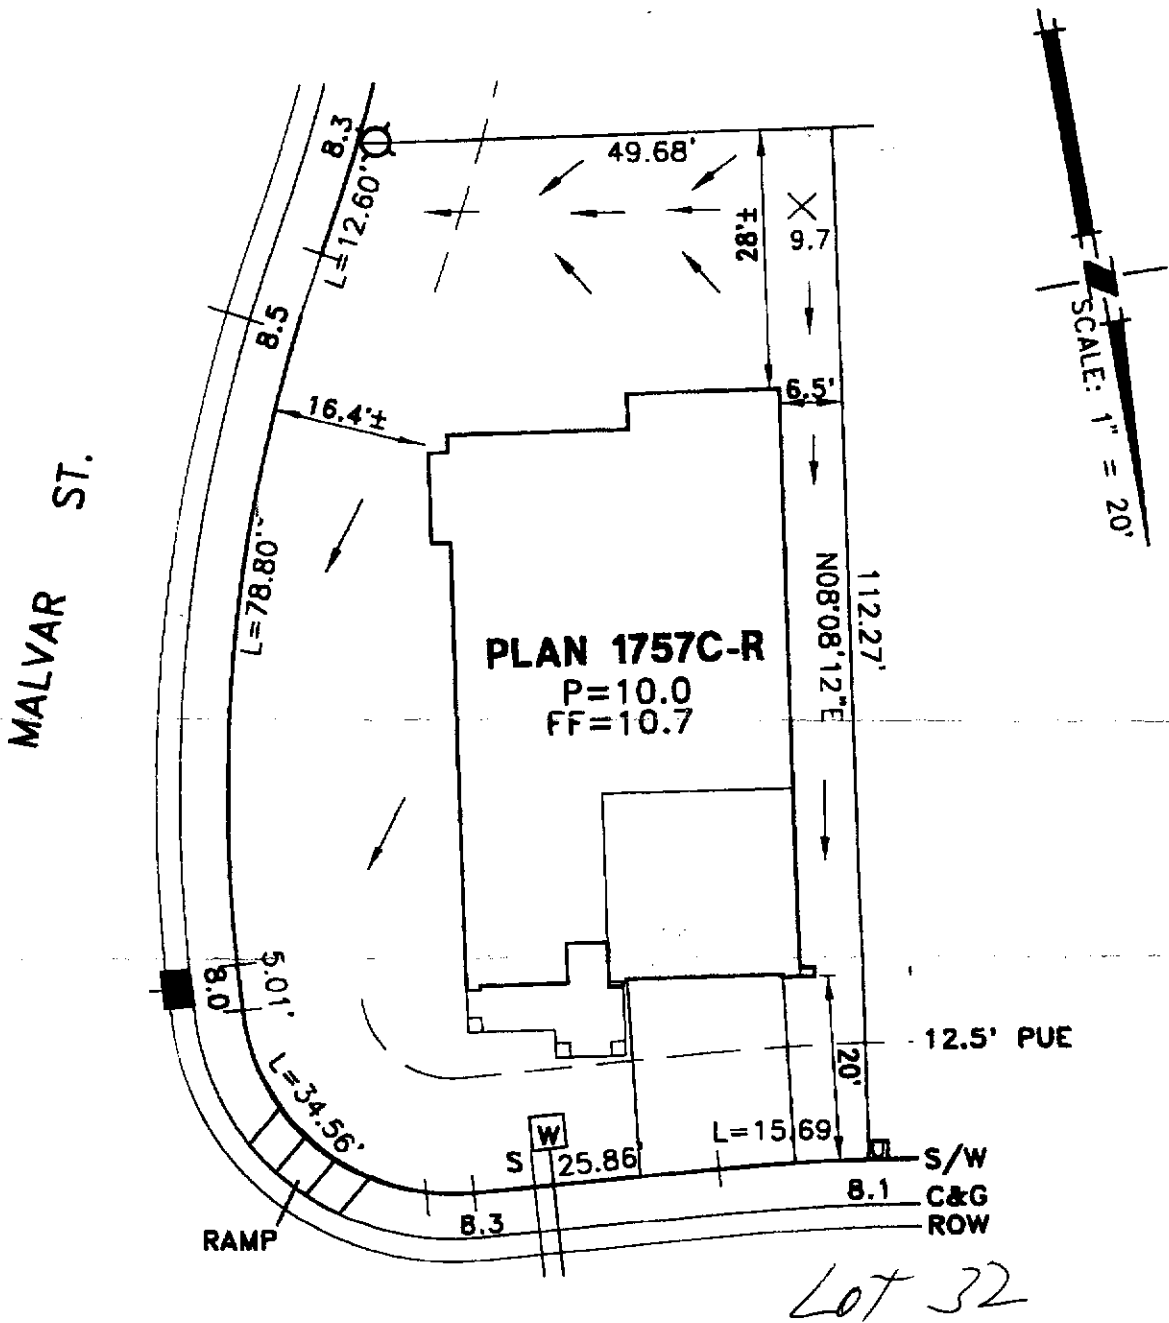 8.3
49.68'
L=12.60'
28'±
9.7
8.5
SCALE: 1" = 20'
6.5'
16.4'±
MALVAR ST.
L=78.80'
N08°08'12"E
112.27'
PLAN 1757C-R
P=10.0
FF=10.7
5.01'
8.0
12.5' PUE
20'
L=34.56'
W
L=15.69
S
25.86'
S/W
8.1
C&G
8.3
ROW
RAMP
Lot 32